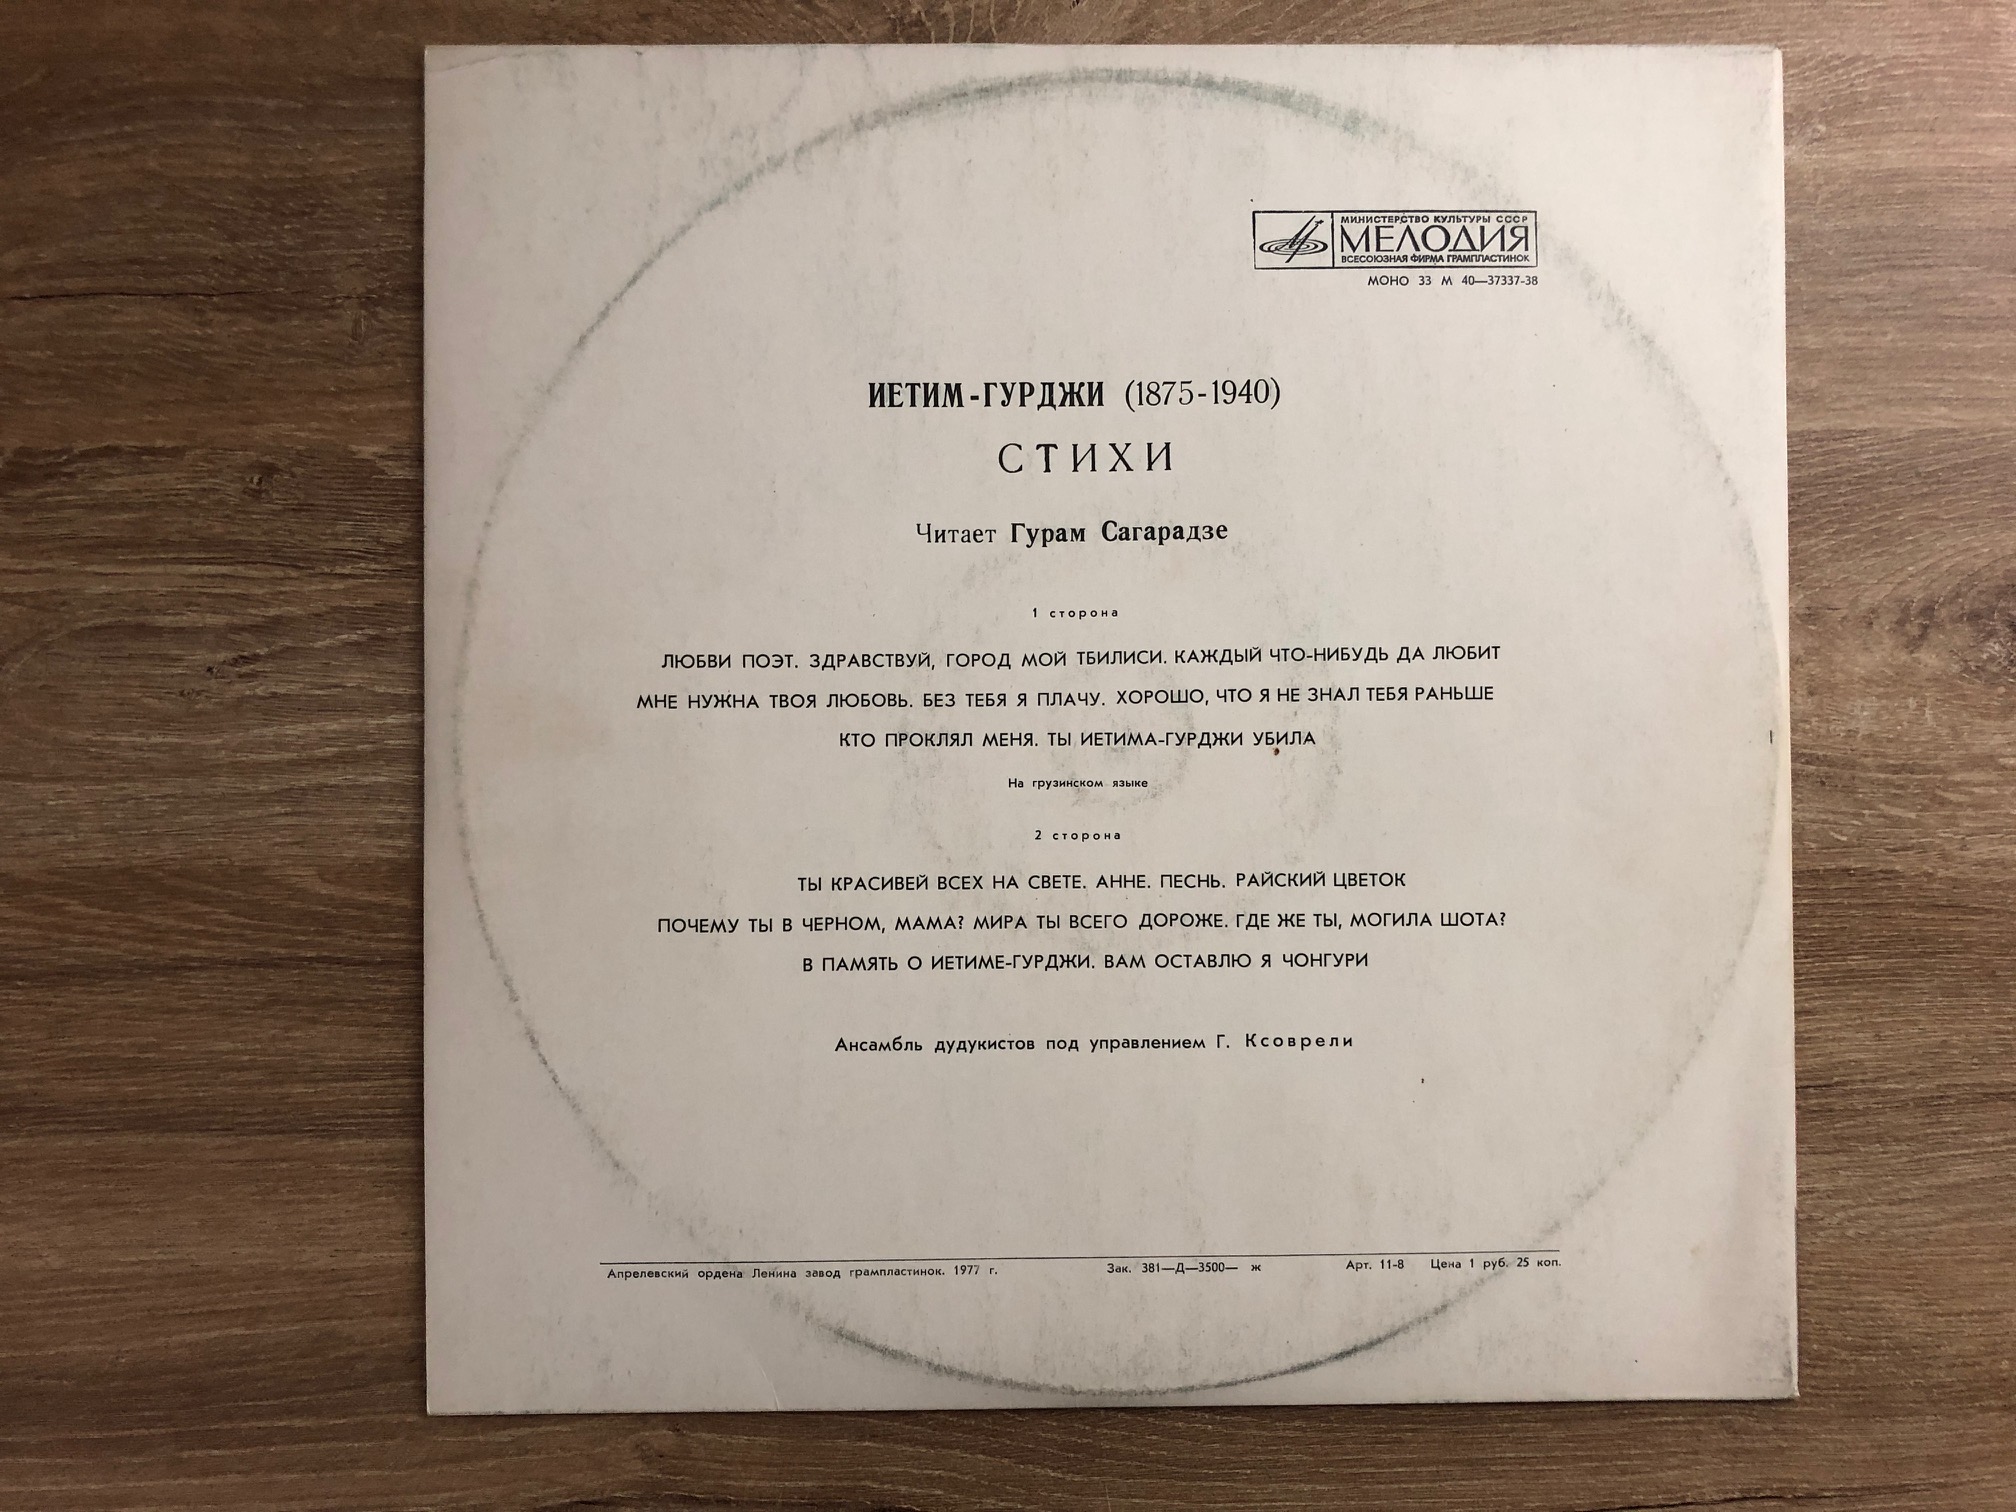 МИНИСТЕРСТВО КУЛЬТУРЫ СССР
МЕЛОДИЯ
ВСЕСОЮЗНАЯ ФИРМА ГРАМПЛАСТИНОК
МОНО 33 М 40—37337-38
ИЕТИМ-ГУРДЖИ (1875-1940)
СТИХИ
Читает Гурам Сагарадзе
1 сторона
ЛЮБВИ ПОЭТ. ЗДРАВСТВУЙ, ГОРОД МОЙ ТБИЛИСИ. КАЖДЫЙ ЧТО-НИБУДЬ ДА ЛЮБИТ
МНЕ НУЖНА ТВОЯ ЛЮБОВЬ. БЕЗ ТЕБЯ Я ПЛАЧУ. ХОРОШО, ЧТО Я НЕ ЗНАЛ ТЕБЯ РАНЬШЕ
КТО ПРОКЛЯЛ МЕНЯ. ТЫ ИЕТИМА-ГУРДЖИ УБИЛА
На грузинском языке
2 сторона
ТЫ КРАСИВЕЙ ВСЕХ НА СВЕТЕ. АННЕ. ПЕСНЬ. РАЙСКИЙ ЦВЕТОК
ПОЧЕМУ ТЫ В ЧЕРНОМ, МАМА? МИРА ТЫ ВСЕГО ДОРОЖЕ. ГДЕ ЖЕ ТЫ, МОГИЛА ШОТА?
В ПАМЯТЬ О ИЕТИМЕ-ГУРДЖИ. ВАМ ОСТАВЛЮ Я ЧОНГУРИ
Ансамбль дудукистов под управлением Г. Ксоврели
Апрелевский ордена Ленина завод грампластинок. 1977 г. Зак. 381—Д—3500— ж Арт. 11-8 Цена 1 руб. 25 коп.